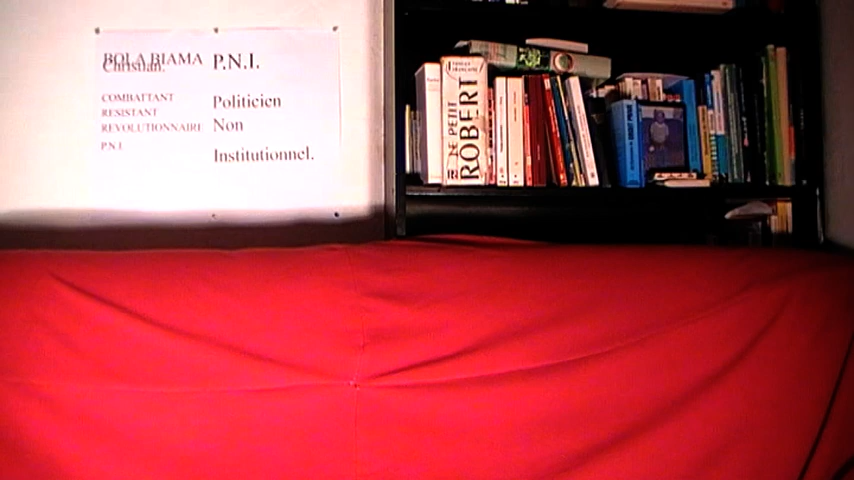 BOLA BIAMA
Christian.
COMBATTANT
RESISTANT
REVOLUTIONNAIRE
P.N.I.
P.N.I.
Politicien
Non
Institutionnel.
LE PETIT
ROBERT